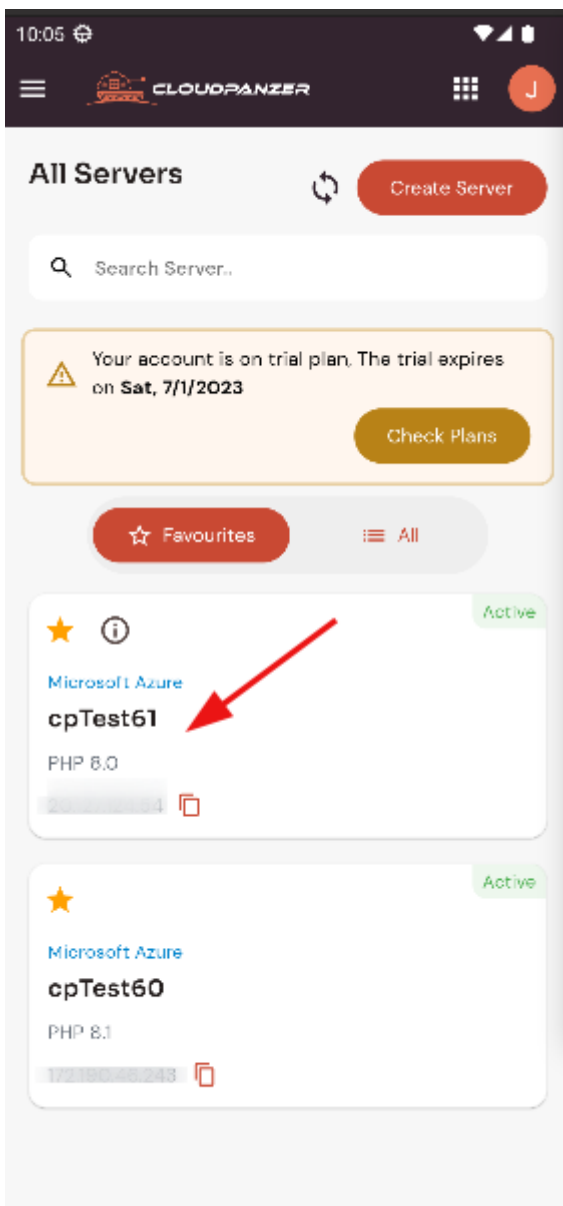 10:05
CLOUDPANZER
J
All Servers
Create Server
Search Server..
Your account is on trial plan, The trial expires
on Sat, 7/1/2023
Check Plans
Favourites
All
Active
Microsoft Azure
cpTest61
PHP 8.0
Active
Microsoft Azure
cpTest60
PHP 8.1